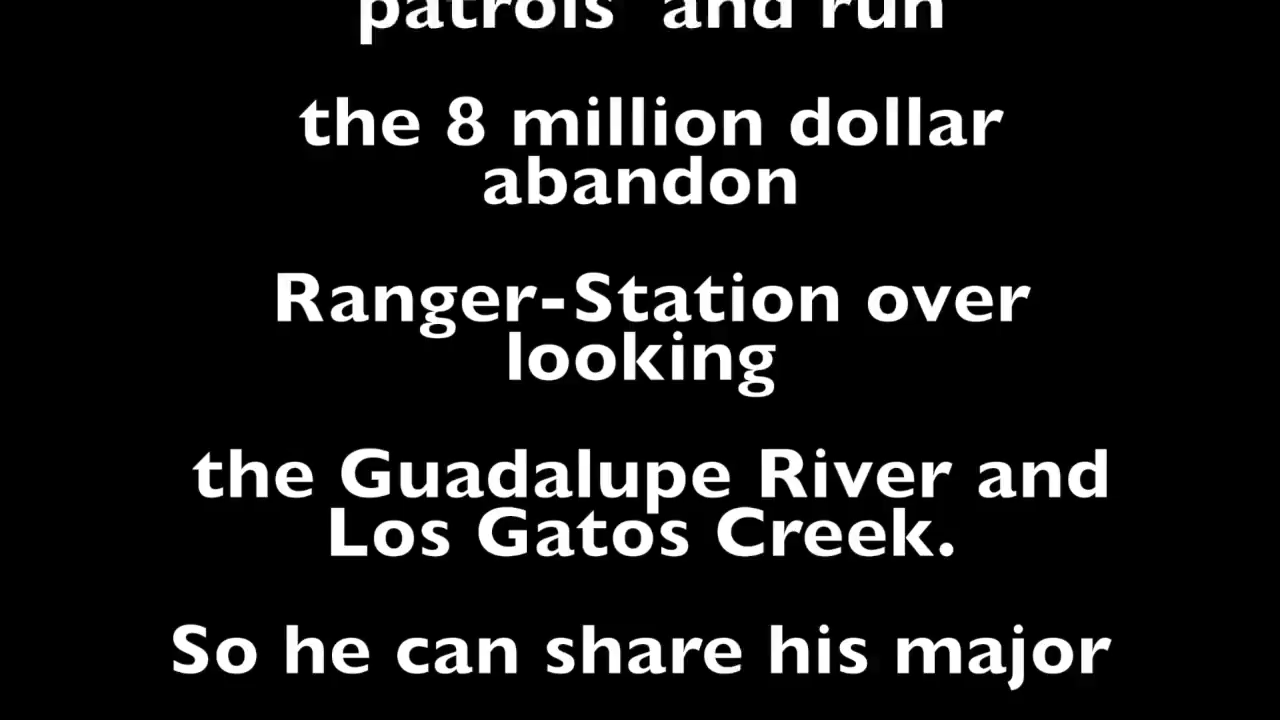 patrols and run
the 8 million dollar
abandon
Ranger-Station over
looking
the Guadalupe River and
Los Gatos Creek.
So he can share his major